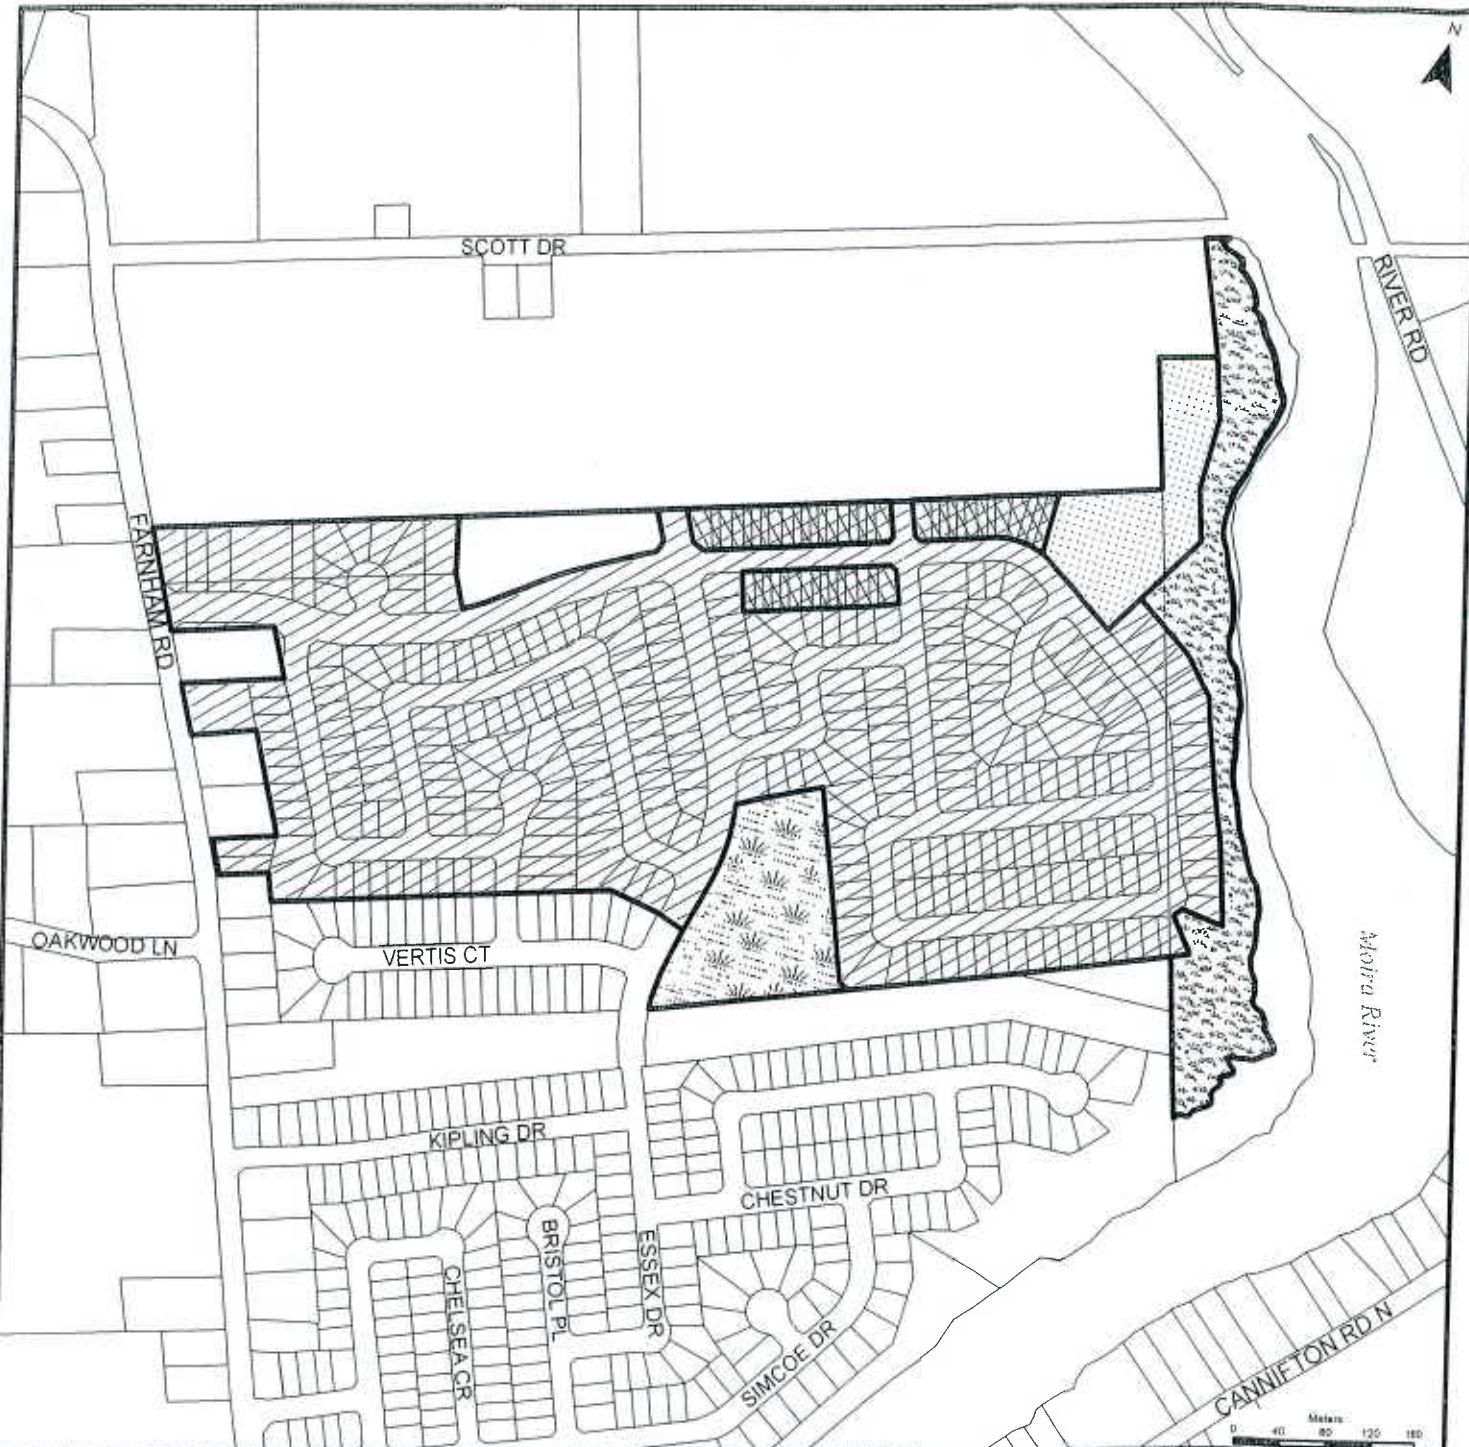 N
SCOTT DR
RIVER RD
FARNHAM RD
OAKWOOD LN
VERTIS CT
Moira River
KIPLING DR
CHESTNUT DR
BRISTOL PL
ESSEX DR
CHELSEA CR
SIMCOE DR
CANNIFTON RD N
Meters
0 40 80 120 160